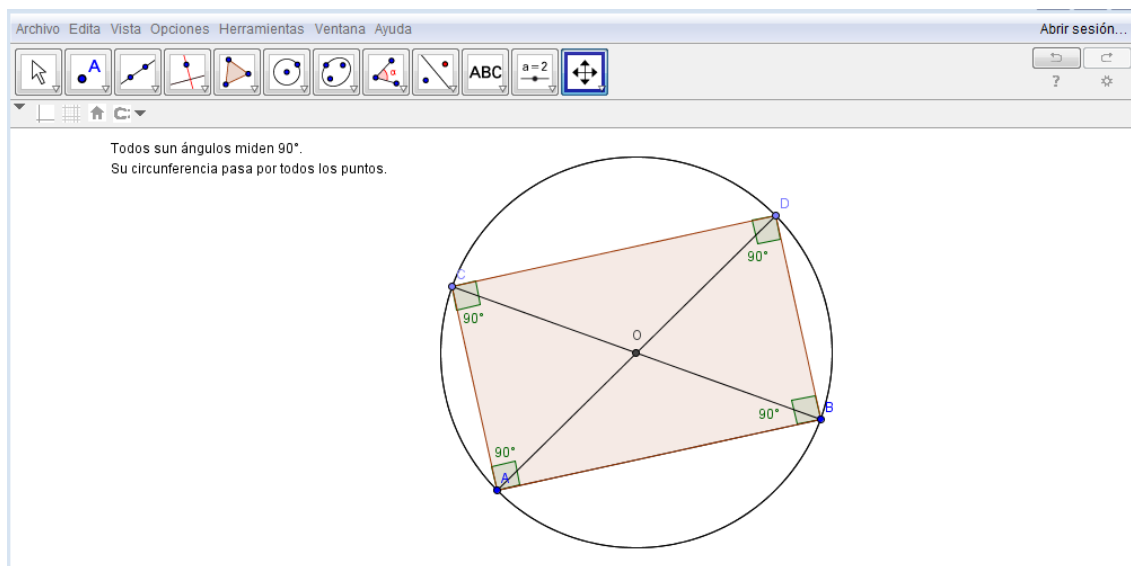 Archivo Edita Vista Opciones Herramientas Ventana Ayuda
Abrir sesión...
A
α
ABC
a=2
?
Todos sun ángulos miden 90°.
Su circunferencia pasa por todos los puntos.
D
90°
C
90°
O
B
90°
90°
A